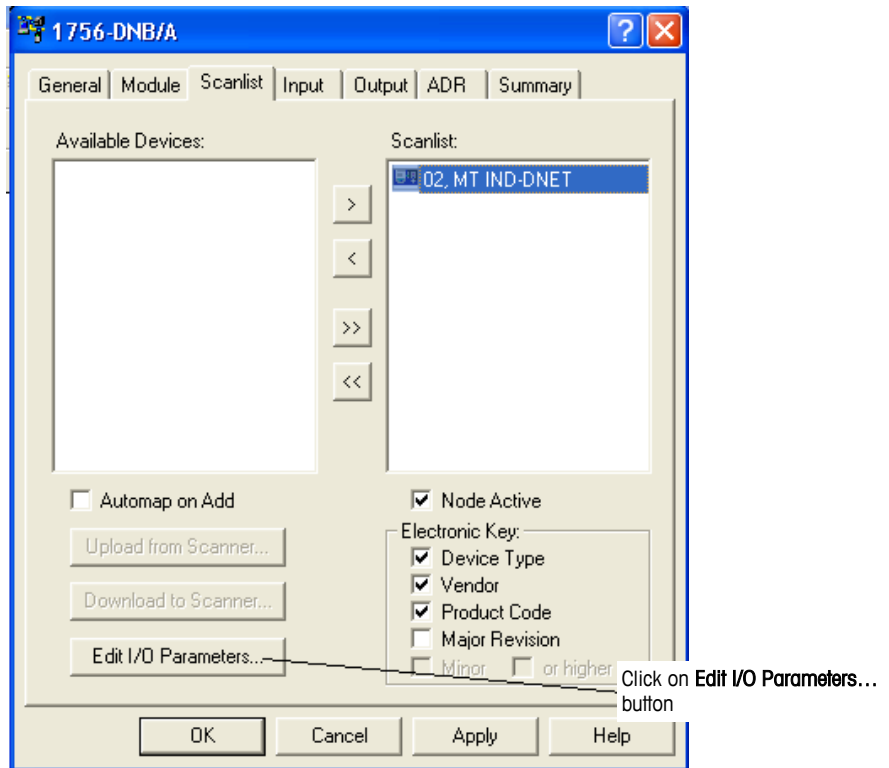 1756-DNB/A
General Module Scanlist Input Output ADR Summary
Available Devices:
Scanlist:
02, MT IND-DNET
>
<
>>
<<
Automap on Add
Node Active
Upload from Scanner...
Electronic Key:
Device Type
Vendor
Download to Scanner...
Product Code
Major Revision
Edit I/O Parameters...
Minor or higher
Click on Edit I/O Parameters...
button
OK Cancel Apply Help